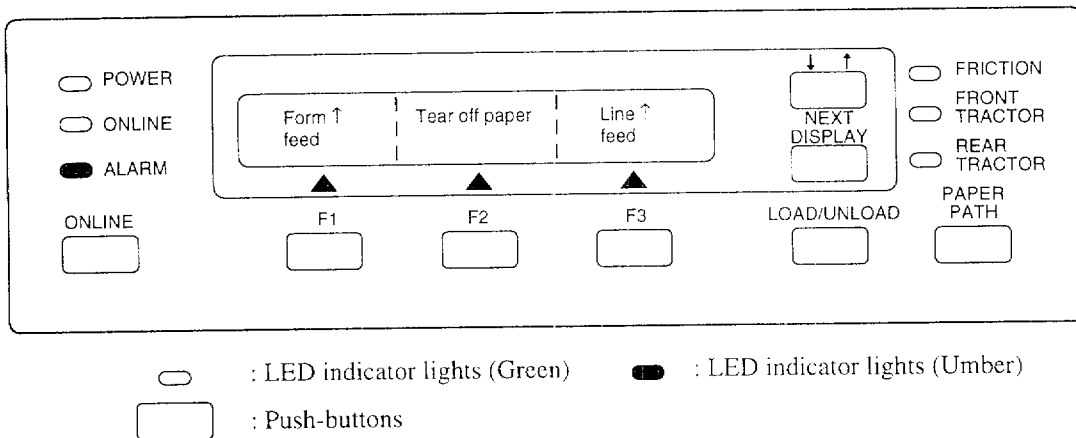 POWER
ONLINE
ALARM
Form ↑
feed
Tear off paper
Line ↑
feed
↓ ↑
NEXT
DISPLAY
FRICTION
FRONT
TRACTOR
REAR
TRACTOR
ONLINE
F1
F2
F3
LOAD/UNLOAD
PAPER
PATH
: LED indicator lights (Green)
: LED indicator lights (Umber)
: Push-buttons